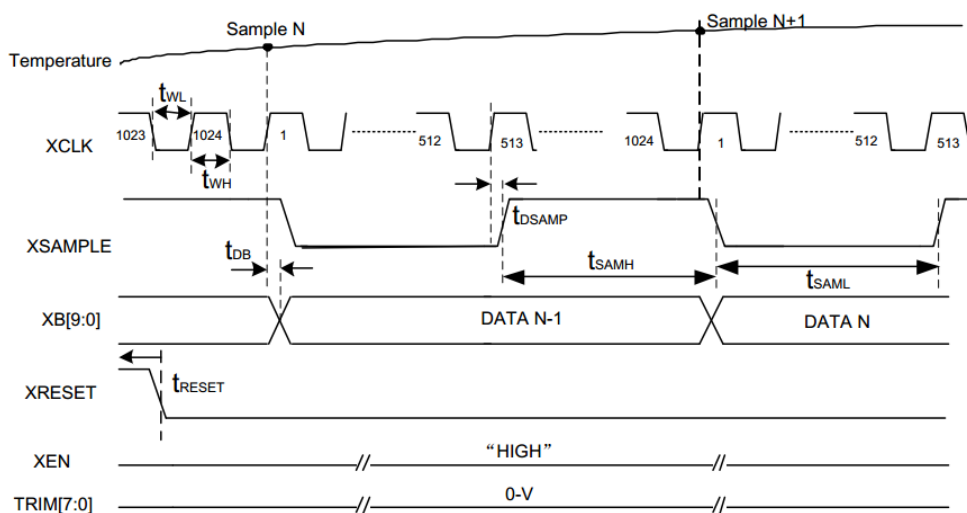 Sample N
Sample N+1
Temperature
tWL
XCLK
1023 1024 1 512 513 1024 1 512 513
tWH
tDSAMP
XSAMPLE
tDB
tSAMH
tSAML
XB[9:0]
DATA N-1
DATA N
XRESET
tRESET
XEN
“HIGH”
TRIM[7:0]
0-V